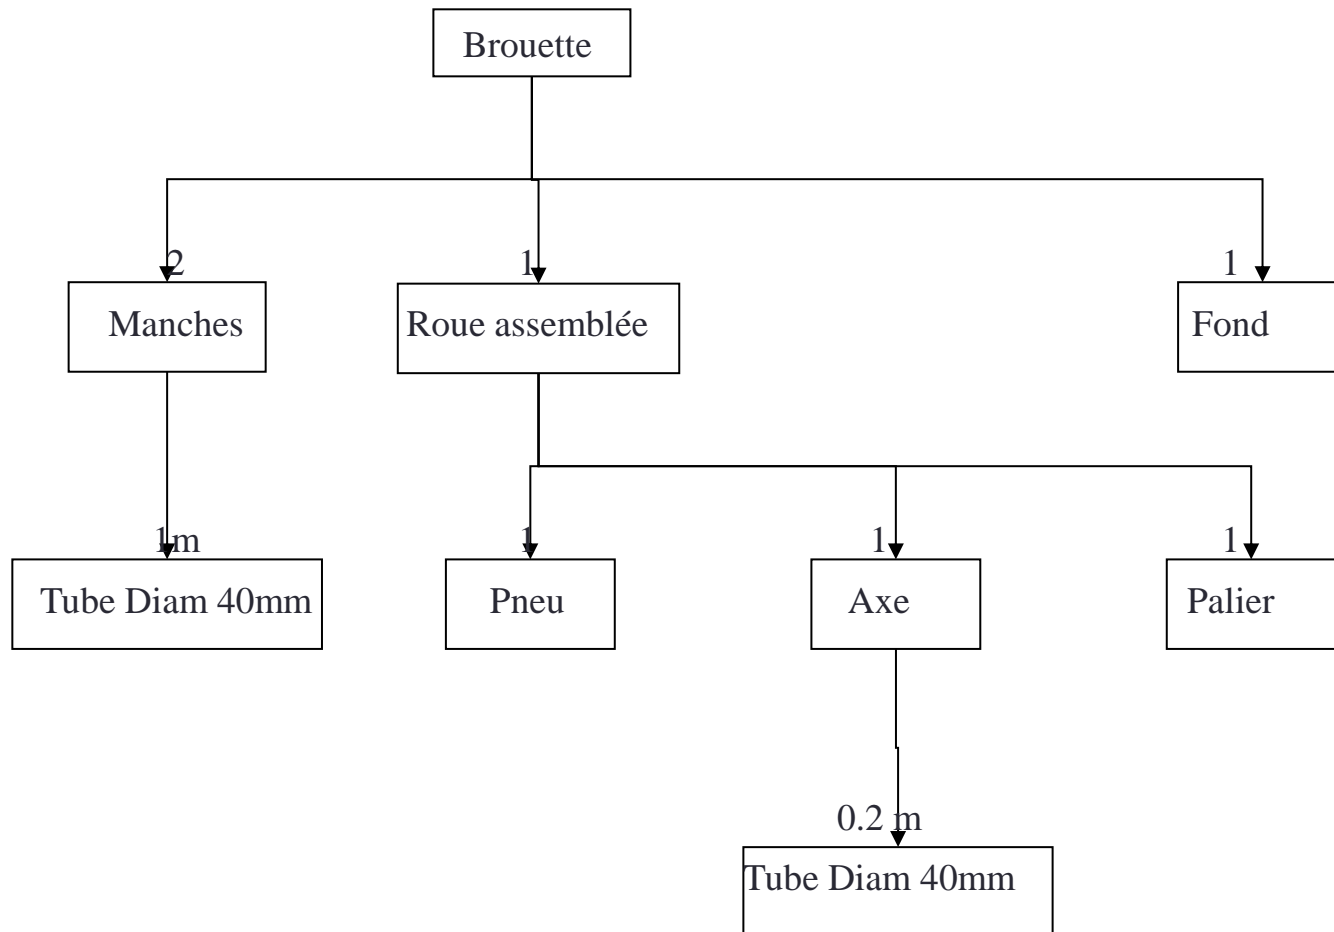 Brouette
2
1
1
Manches
Roue assemblée
Fond
1m
1
1
1
Tube Diam 40mm
Pneu
Axe
Palier
0.2 m
Tube Diam 40mm